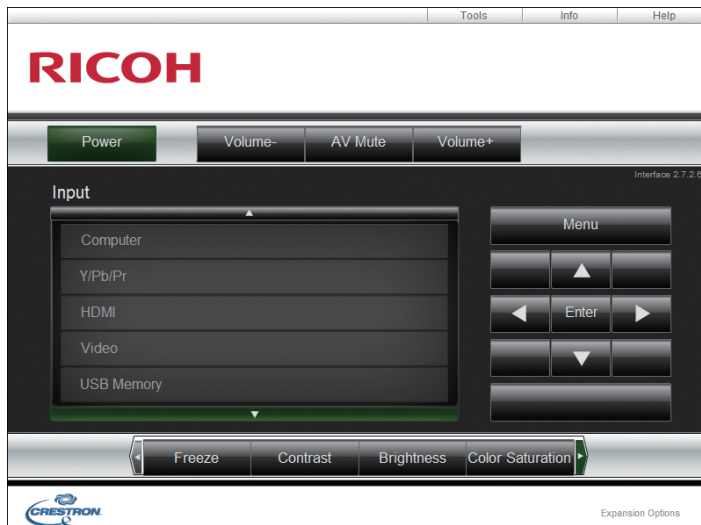 Tools Info Help
RICOH
Power Volume- AV Mute Volume+
Interface 2.7.2.6
Input
Computer
Y/Pb/Pr
HDMI
Video
USB Memory
Menu
Enter
Freeze Contrast Brightness Color Saturation
CRESTRON
Expansion Options